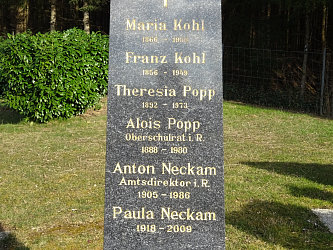 Maria Kohl
Franz Kohl
1856 - 1949
Theresia Popp
1892 - 1973
Alois Popp
Oberschulrat i. R.
1888 - 1980
Anton Neckam
Amtsdirektor i. R.
1905 - 1986
Paula Neckam
1918 - 2009